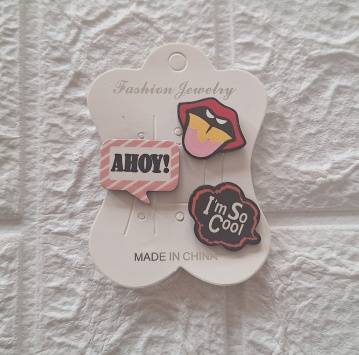 Fashion Jewelry
AHOY!
I'm So
Cool
MADE IN CHINA